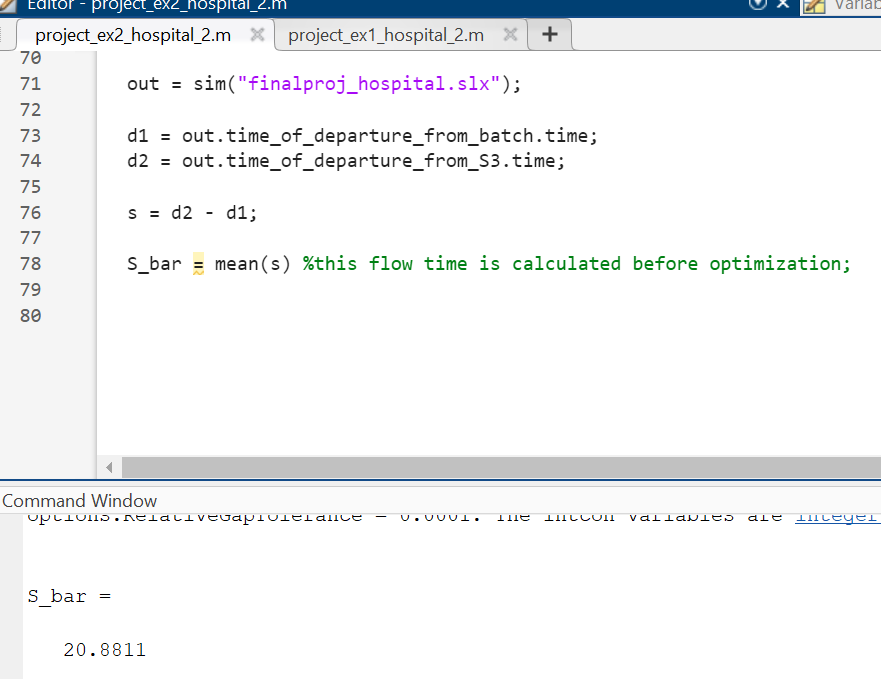 Editor - project_ex2_hospital_2.m
Variab
project_ex2_hospital_2.m project_ex1_hospital_2.m
70
71 out = sim("finalproj_hospital.slx");
72
73 d1 = out.time_of_departure_from_batch.time;
74 d2 = out.time_of_departure_from_S3.time;
75
76 s = d2 - d1;
77
78 S_bar = mean(s) %this flow time is calculated before optimization;
79
80
Command Window
options.RelativeGapTolerance = 0.0001. The intcon variables are integer
S_bar =
20.8811